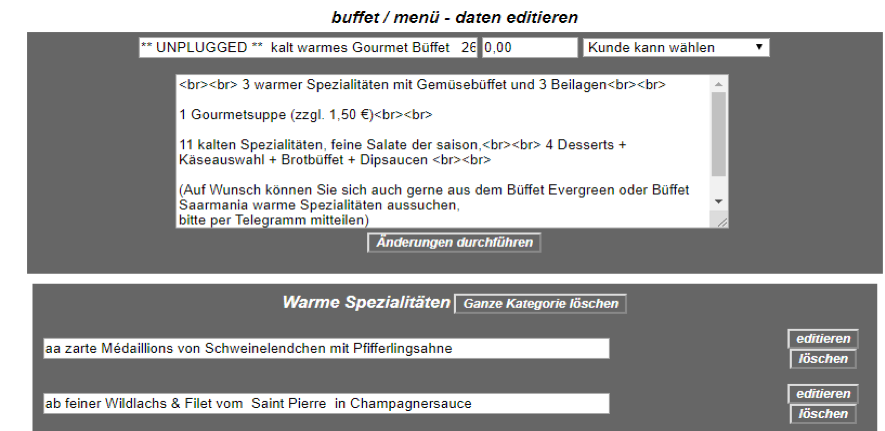 buffet / menü - daten editieren
** UNPLUGGED ** kalt warmes Gourmet Büffet 26 0,00 Kunde kann wählen
<br><br> 3 warmer Spezialitäten mit Gemüsebüffet und 3 Beilagen<br><br>
1 Gourmetsuppe (zzgl. 1,50 €)<br><br>
11 kalten Spezialitäten, feine Salate der saison,<br><br> 4 Desserts +
Käseauswahl + Brotbüffet + Dipsaucen <br><br>
(Auf Wunsch können Sie sich auch gerne aus dem Büffet Evergreen oder Büffet
Saarmania warme Spezialitäten aussuchen,
bitte per Telegramm mitteilen)
Änderungen durchführen
Warme Spezialitäten Ganze Kategorie löschen
aa zarte Médaillions von Schweinelendchen mit Pfifferlingsahne
editieren
löschen
ab feiner Wildlachs & Filet vom Saint Pierre in Champagnersauce
editieren
löschen